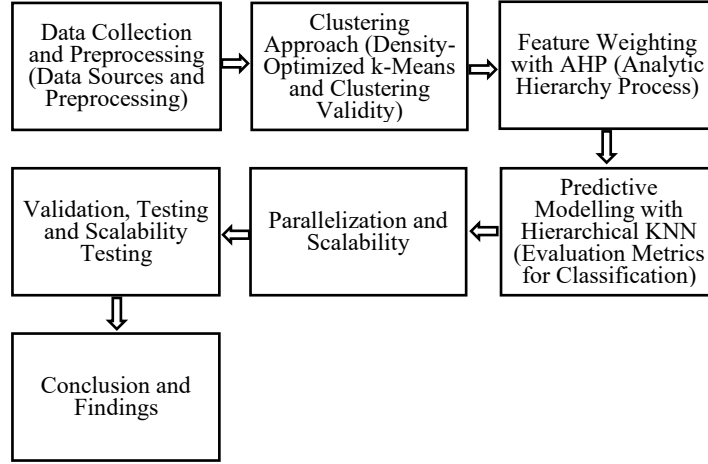 Data Collection
and Preprocessing
(Data Sources and
Preprocessing)
Clustering
Approach (Density-
Optimized k-Means
and Clustering
Validity)
Feature Weighting
with AHP (Analytic
Hierarchy Process)
Predictive
Modelling with
Hierarchical KNN
(Evaluation Metrics
for Classification)
Parallelization and
Scalability
Validation, Testing
and Scalability
Testing
Conclusion and
Findings